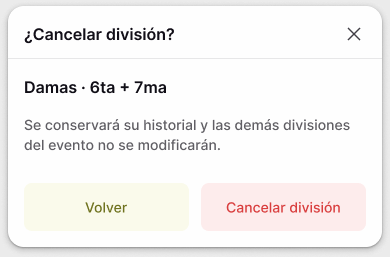 ¿Cancelar división?
Damas · 6ta + 7ma
Se conservará su historial y las demás divisiones
del evento no se modificarán.
Volver
Cancelar división